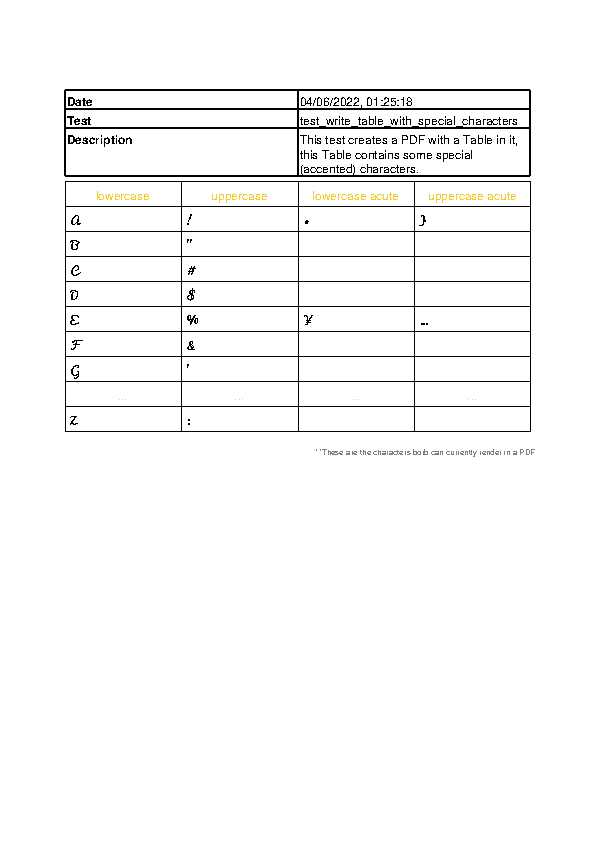 Date 04/06/2022, 01:25:18
Test test_write_table_with_special_characters
Description This test creates a PDF with a Table in it,
this Table contains some special
(accented) characters.
lowercase uppercase lowercase acute uppercase acute
A ! • }
B "
C #
D $
E % ¥ ...
F &
G '
... ... ... ...
Z :
**These are the characters borb can currently render in a PDF